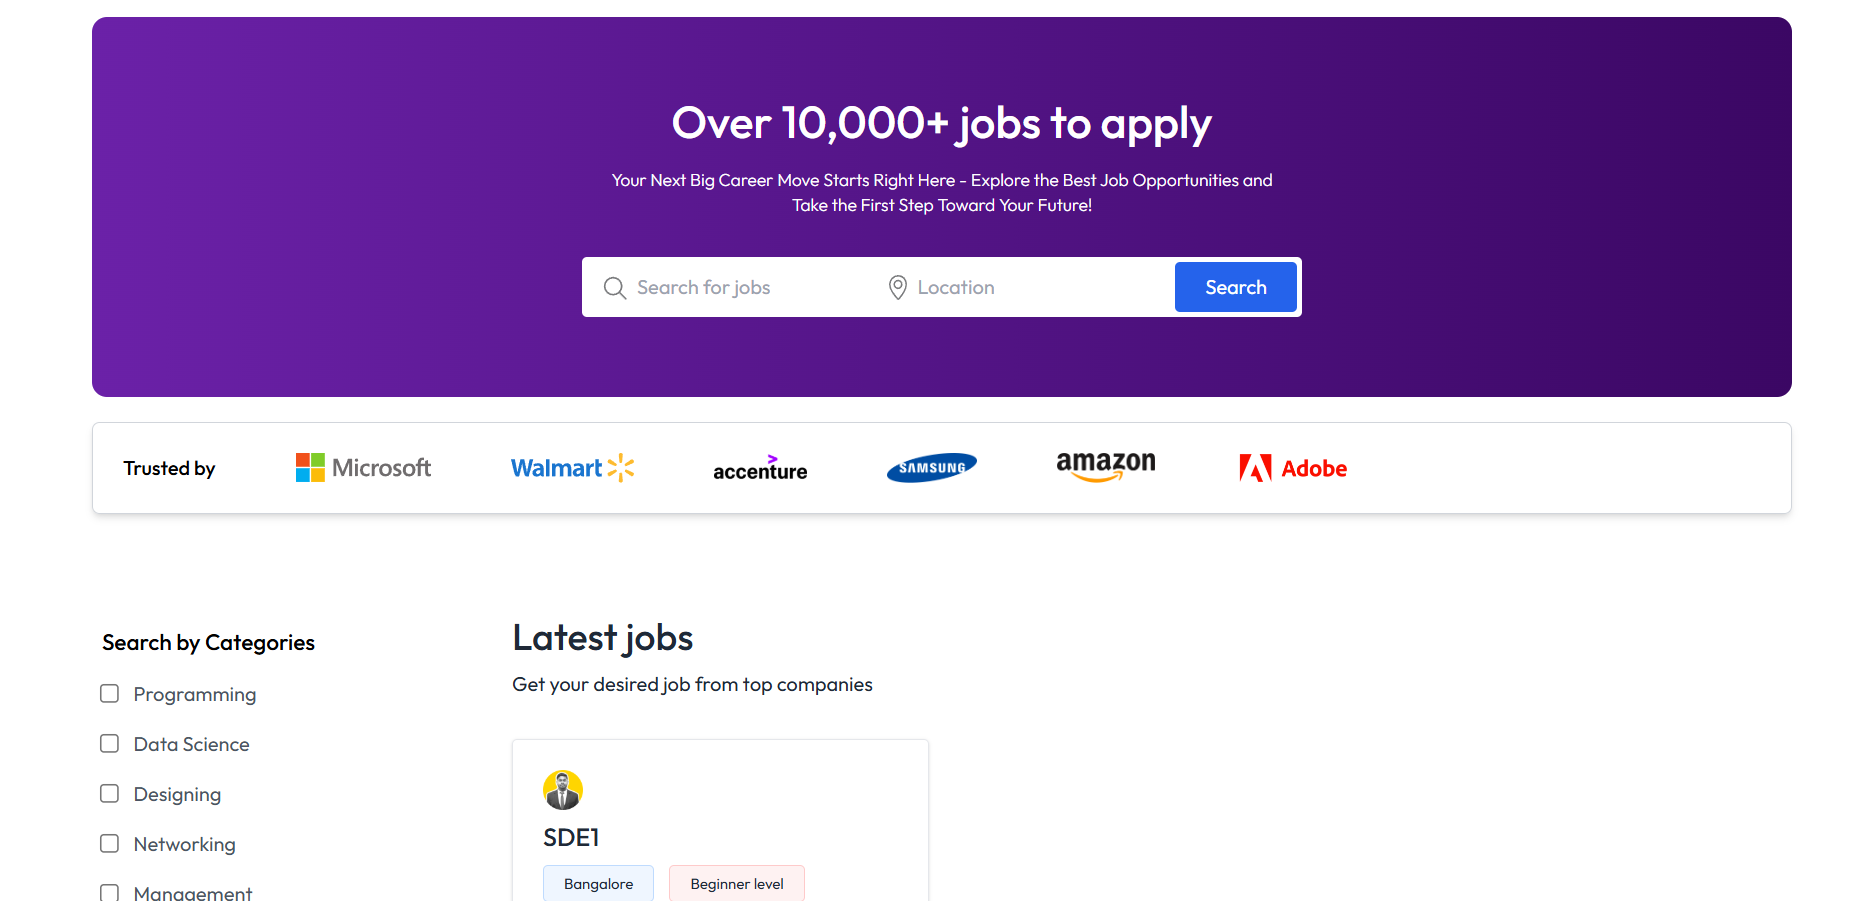 Over 10,000+ jobs to apply
Your Next Big Career Move Starts Right Here - Explore the Best Job Opportunities and
Take the First Step Toward Your Future!
Search for jobs
Location
Search
Trusted by
Microsoft
Walmart
accenture
SAMSUNG
amazon
Adobe
Search by Categories
Programming
Data Science
Designing
Networking
Management
Latest jobs
Get your desired job from top companies
SDE1
Bangalore
Beginner level